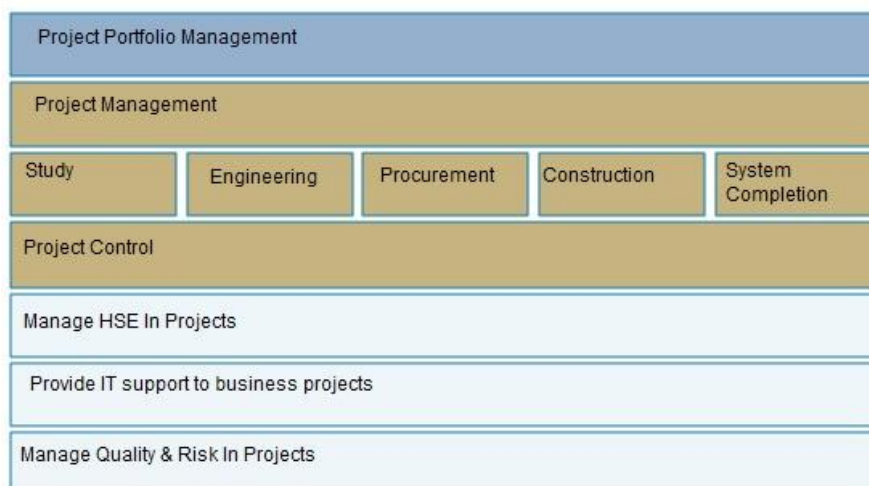 Project Portfolio Management
Project Management
Study
Engineering
Procurement
Construction
System
Completion
Project Control
Manage HSE In Projects
Provide IT support to business projects
Manage Quality & Risk In Projects